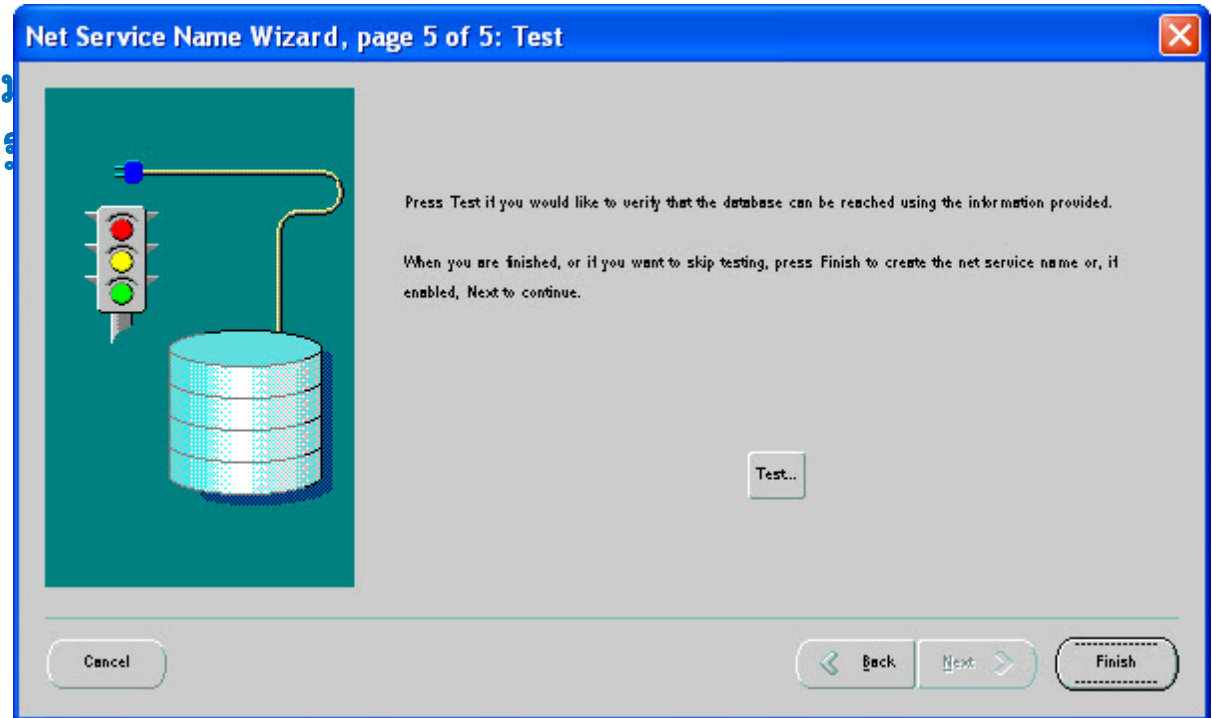 Net Service Name Wizard, page 5 of 5: Test
Press Test if you would like to verify that the database can be reached using the information provided.
When you are finished, or if you want to skip testing, press Finish to create the net service name or, if
enabled, Next to continue.
Test..
Cancel
Back
Next
Finish